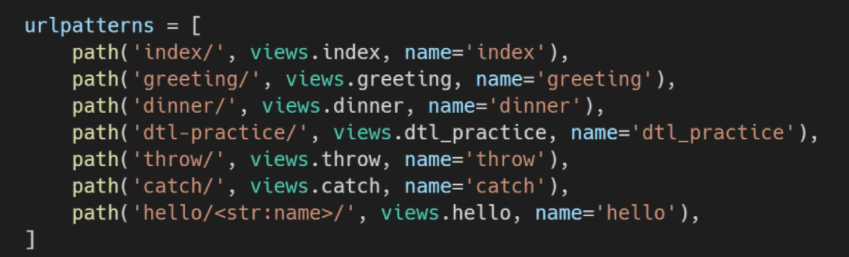 urlpatterns = [
    path('index/', views.index, name='index'),
    path('greeting/', views.greeting, name='greeting'),
    path('dinner/', views.dinner, name='dinner'),
    path('dtl-practice/', views.dtl_practice, name='dtl_practice'),
    path('throw/', views.throw, name='throw'),
    path('catch/', views.catch, name='catch'),
    path('hello/<str:name>/', views.hello, name='hello'),
]